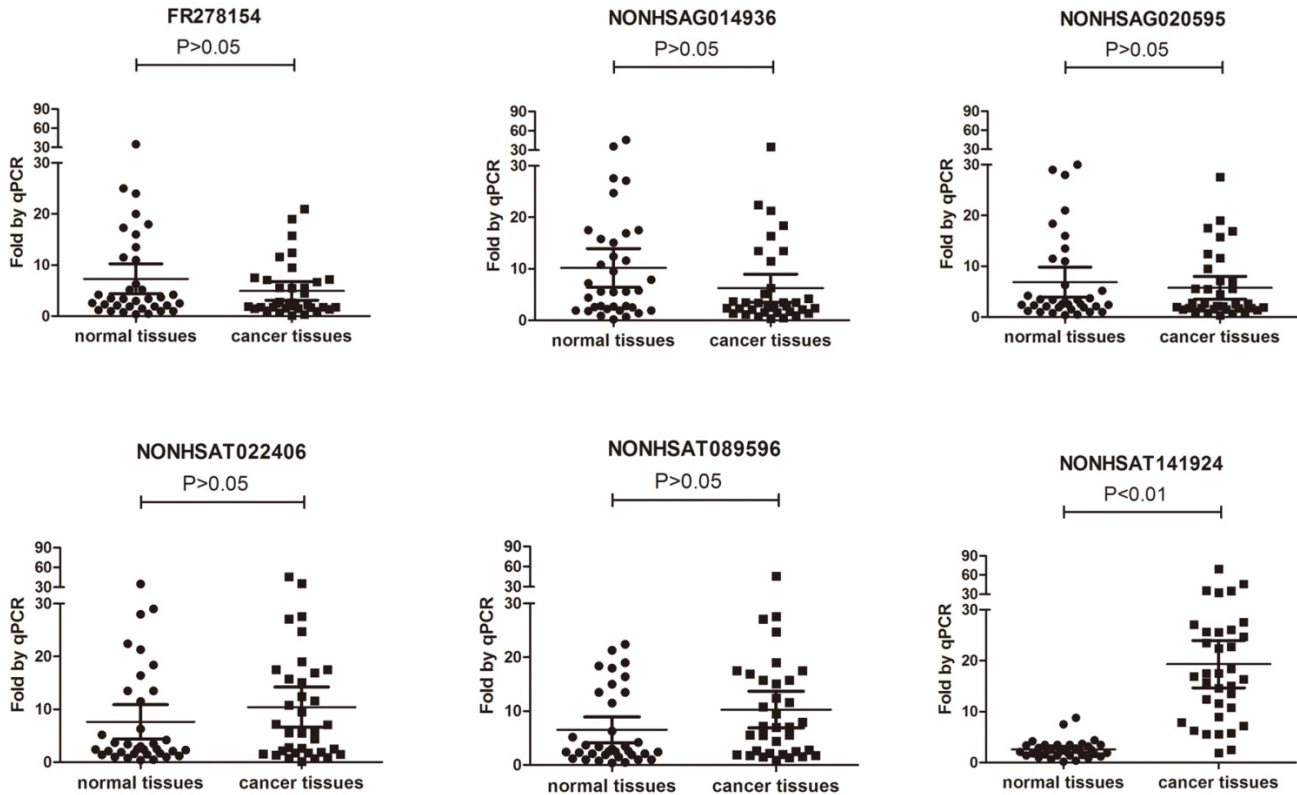 FR278154
P>0.05
90
60
30
30
20
10
0
Fold by qPCR
normal tissues
cancer tissues
NONHSAG014936
P>0.05
90
60
30
30
20
10
0
Fold by qPCR
normal tissues
cancer tissues
NONHSAG020595
P>0.05
90
60
30
30
20
10
0
Fold by qPCR
normal tissues
cancer tissues
NONHSAT022406
P>0.05
90
60
30
30
20
10
0
Fold by qPCR
normal tissues
cancer tissues
NONHSAT089596
P>0.05
90
60
30
30
20
10
0
Fold by qPCR
normal tissues
cancer tissues
NONHSAT141924
P<0.01
90
60
30
30
20
10
0
Fold by qPCR
normal tissues
cancer tissues